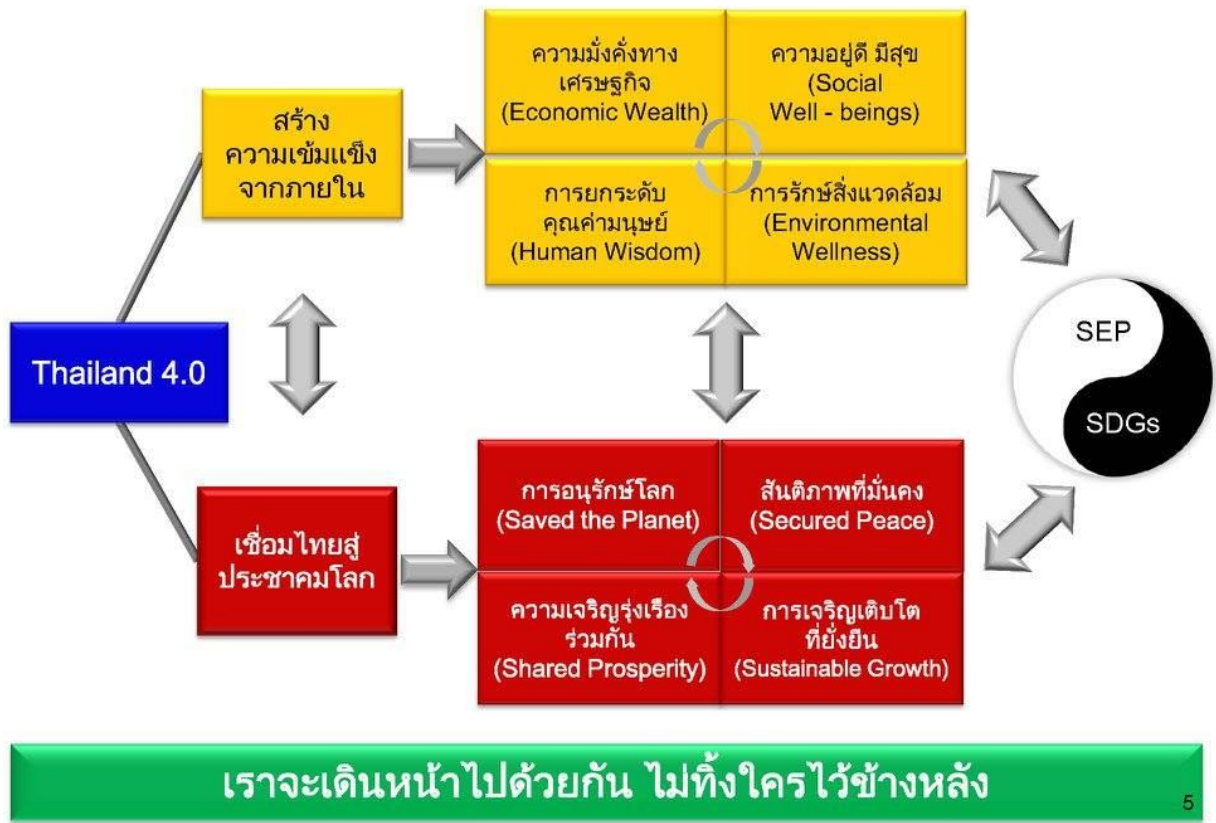 ความมั่งคั่งทาง
เศรษฐกิจ
(Economic Wealth)
ความอยู่ดี มีสุข
(Social
Well - beings)
สร้าง
ความเข้มแข็ง
จากภายใน
การยกระดับ
คุณค่ามนุษย์
(Human Wisdom)
การรักษ์สิ่งแวดล้อม
(Environmental
Wellness)
Thailand 4.0
SEP
SDGs
เชื่อมไทยสู่
ประชาคมโลก
การอนุรักษ์โลก
(Saved the Planet)
สันติภาพที่มั่นคง
(Secured Peace)
ความเจริญรุ่งเรือง
ร่วมกัน
(Shared Prosperity)
การเจริญเติบโต
ที่ยั่งยืน
(Sustainable Growth)
เราจะเดินหน้าไปด้วยกัน ไม่ทิ้งใครไว้ข้างหลัง
5